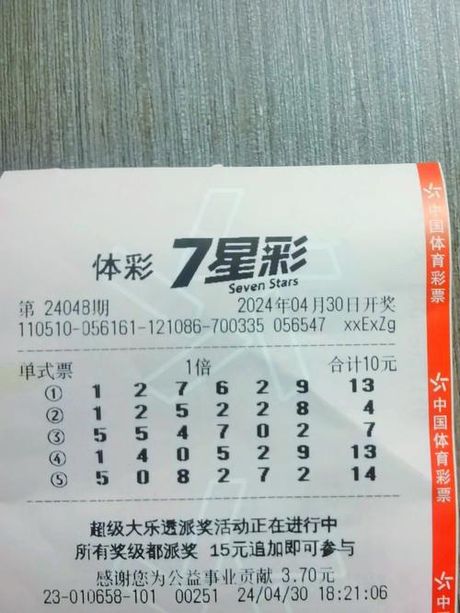 体彩 7星彩
Seven Stars
第 24048期 2024年04月30日开奖
110510-056161-121086-700335 056547 xxExZg
单式票 1倍 合计10元
① 1 2 7 6 2 9 13
② 1 2 5 2 2 8 4
③ 5 5 4 7 0 2 7
④ 1 4 0 5 2 9 13
⑤ 5 0 8 2 7 2 14
超级大乐透派奖活动正在进行中
所有奖级都派奖 15元追加即可参与
感谢您为公益事业贡献 3.70元
23-010658-101 00251 24/04/30 18:21:06
中国体育彩票
中国体育彩票
中